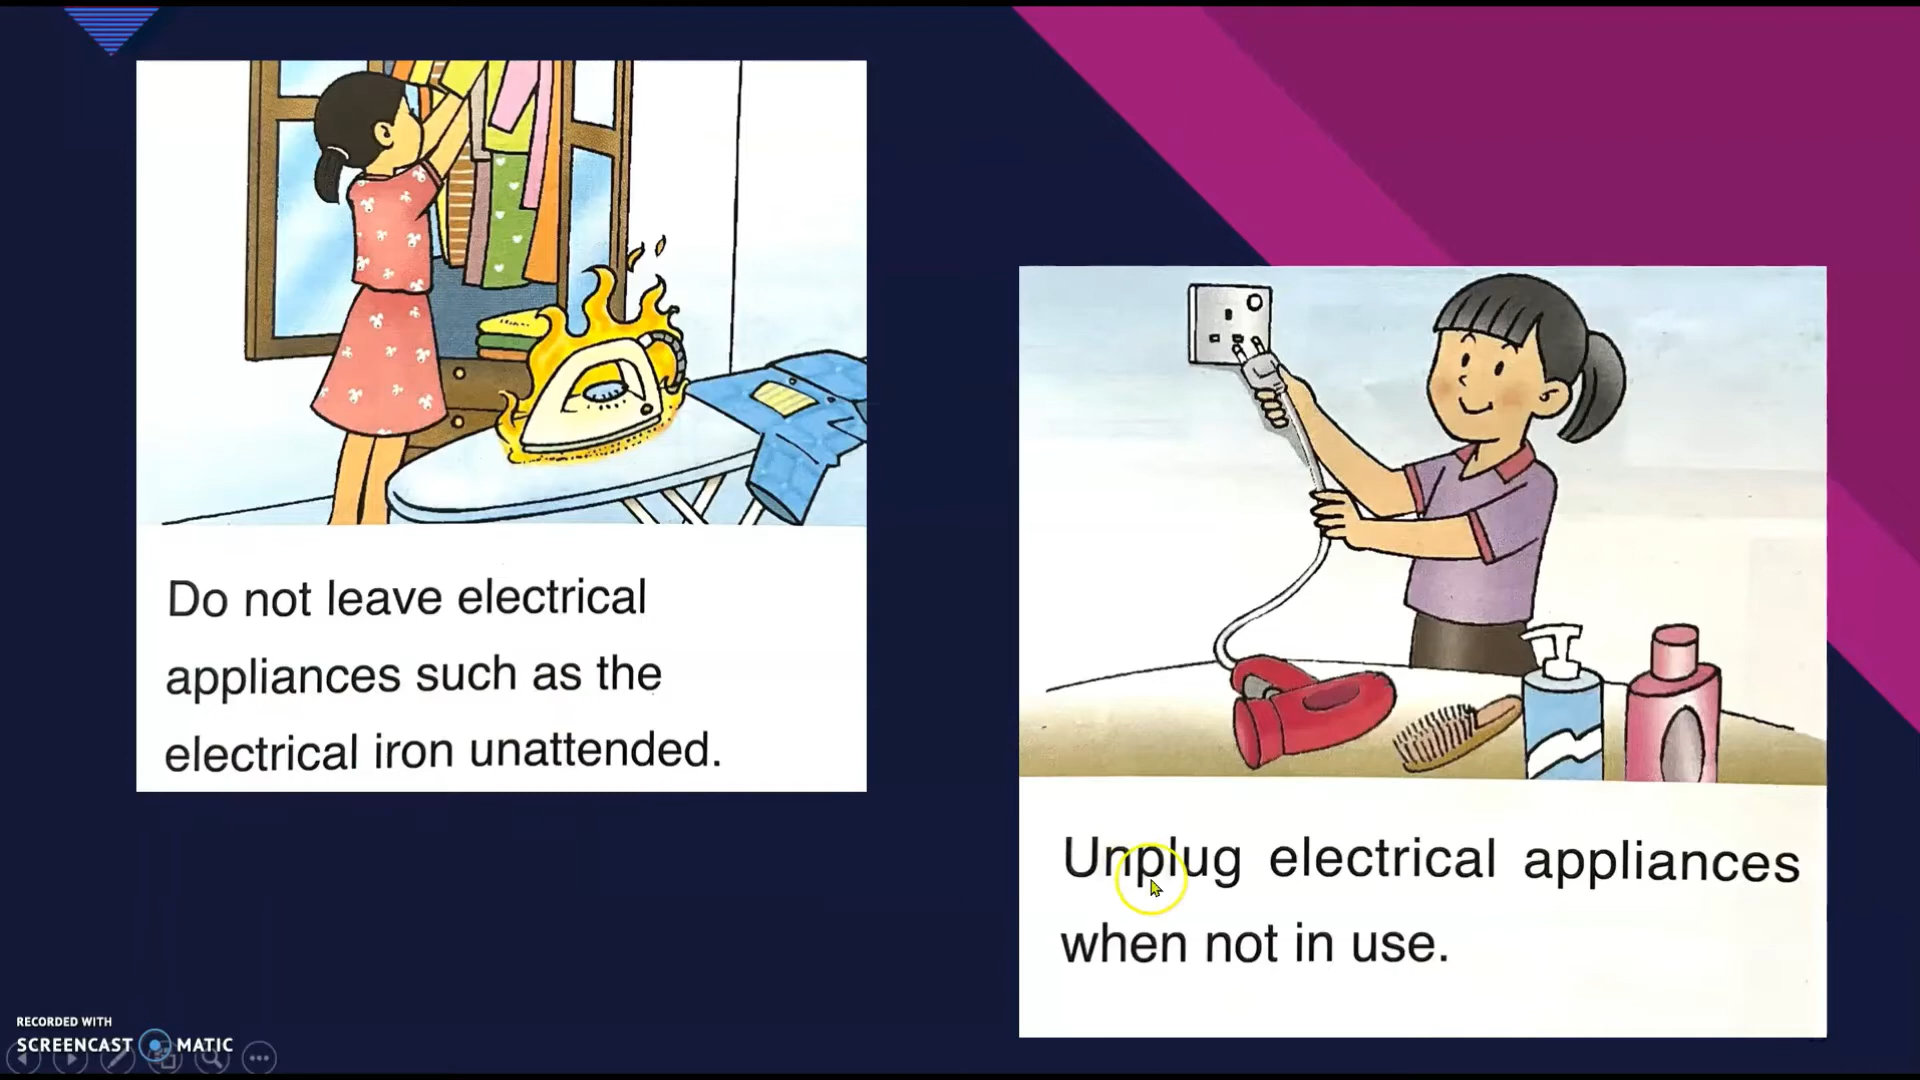 Do not leave electrical
appliances such as the
electrical iron unattended.
Unplug electrical appliances
when not in use.
RECORDED WITH
SCREENCAST MATIC